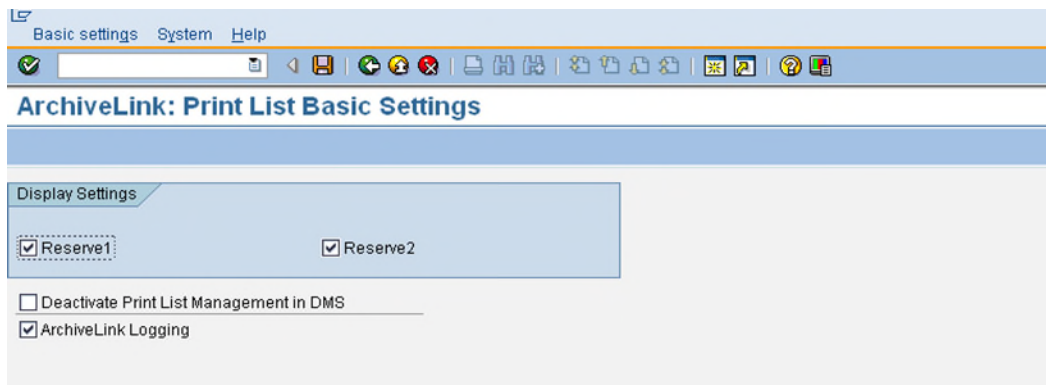 Basic settings System Help
ArchiveLink: Print List Basic Settings
Display Settings
Reserve1 Reserve2
Deactivate Print List Management in DMS
ArchiveLink Logging